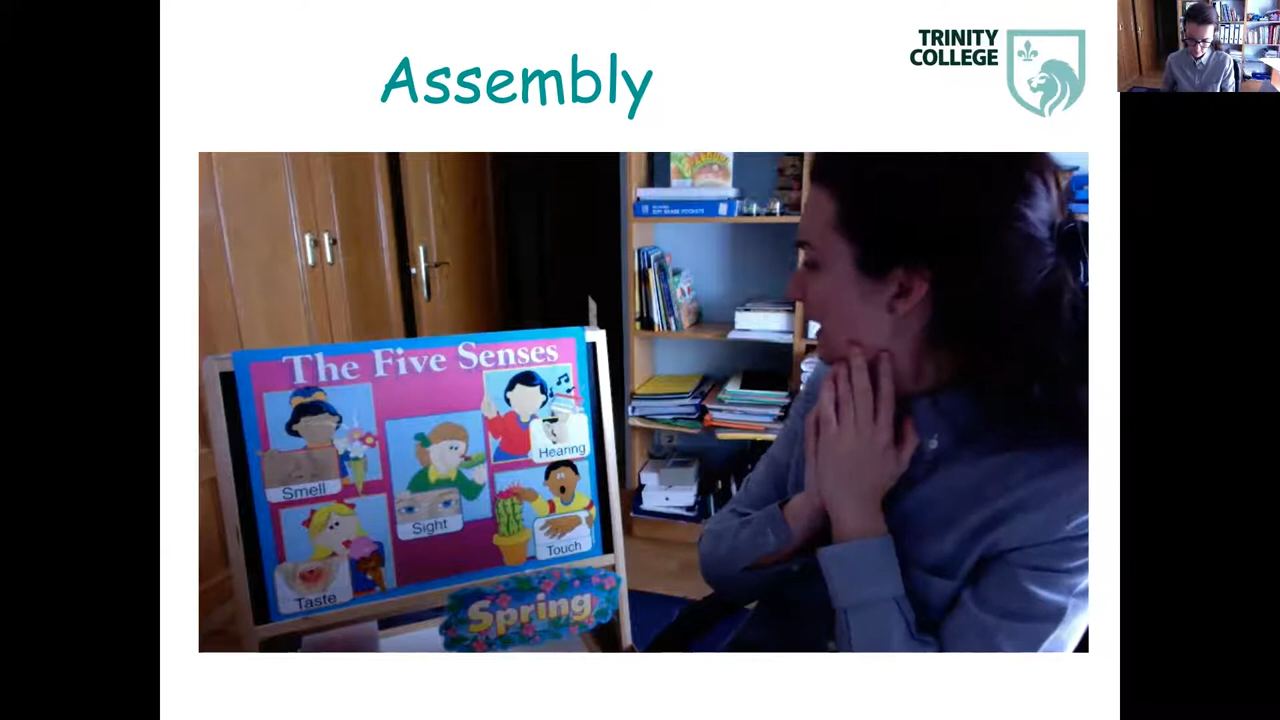 Assembly
TRINITY
COLLEGE
The Five Senses
Hearing
Smell
Sight
Touch
Taste
Spring